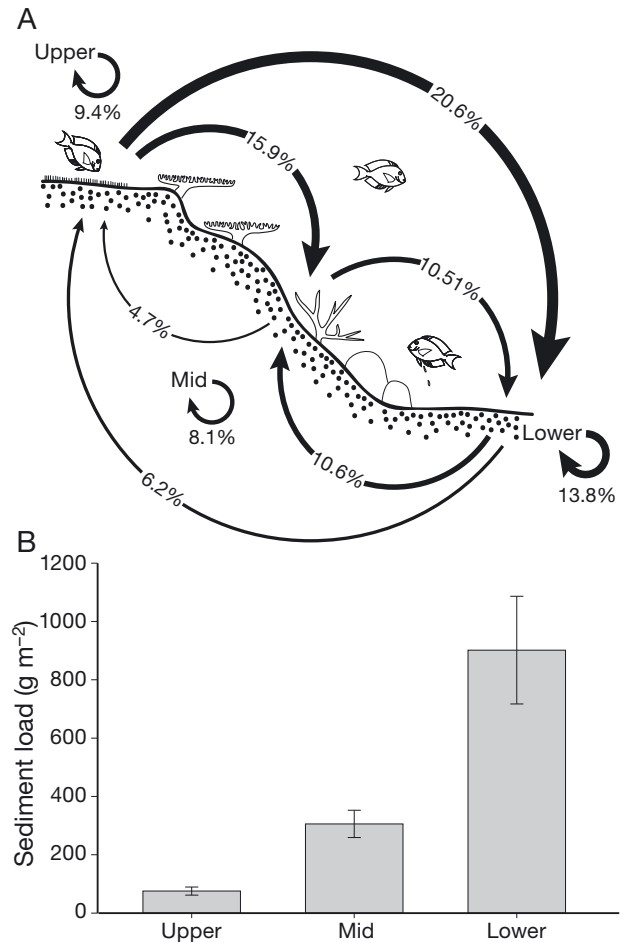 A
Upper
9.4%
20.6%
15.9%
10.51%
4.7%
Mid
8.1%
Lower
13.8%
10.6%
6.2%
B
Sediment load (g m⁻²)
1200
1000
800
600
400
200
0
Upper Mid Lower